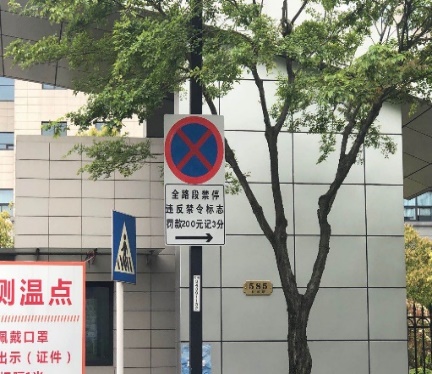 全路段禁停
违反禁令标志
罚款200元记3分
585
测温点
佩戴口罩
出示（证件）